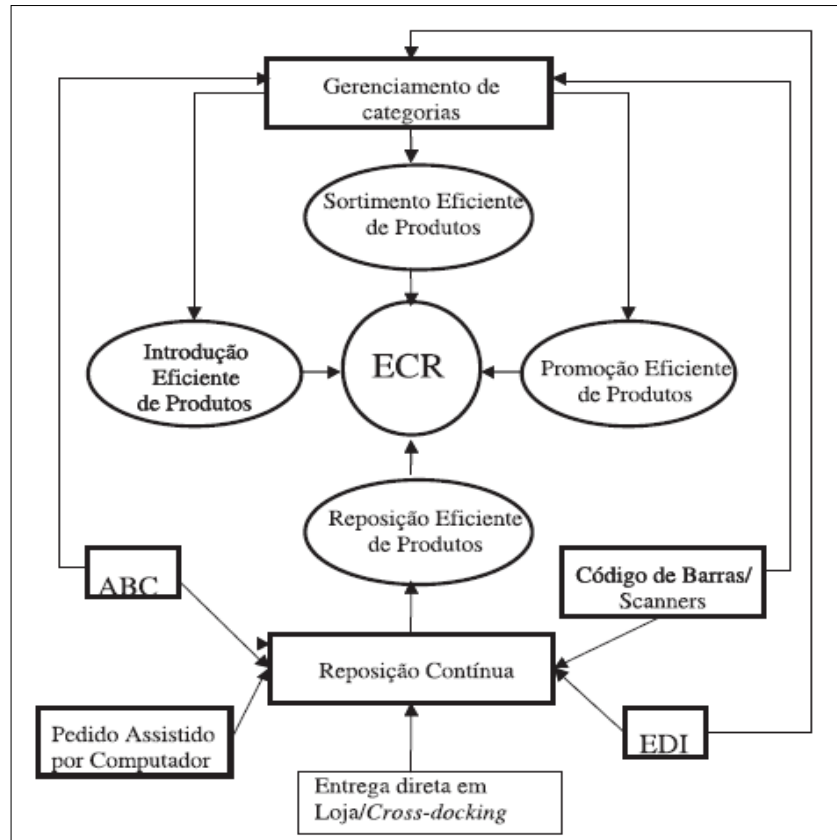 Gerenciamento de
categorias
Sortimento Eficiente
de Produtos
Introdução
Eficiente
de Produtos
ECR
Promoção Eficiente
de Produtos
Reposição Eficiente
de Produtos
ABC
Código de Barras/
Scanners
Reposição Contínua
Pedido Assistido
por Computador
EDI
Entrega direta em
Loja/Cross-docking